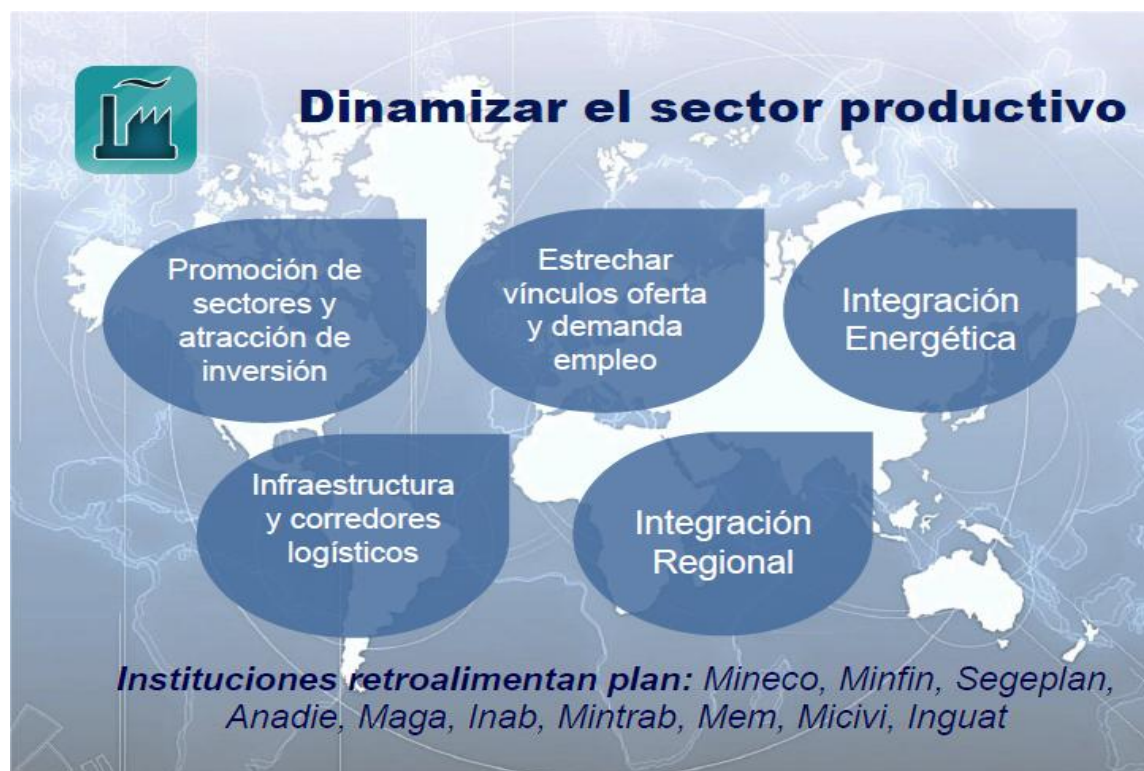 Dinamizar el sector productivo
Promoción de
sectores y
atracción de
inversión
Estrechar
vínculos oferta
y demanda
empleo
Integración
Energética
Infraestructura
y corredores
logísticos
Integración
Regional
Instituciones retroalimentan plan: Mineco, Minfin, Segeplan,
Anadie, Maga, Inab, Mintrab, Mem, Micivi, Inguat